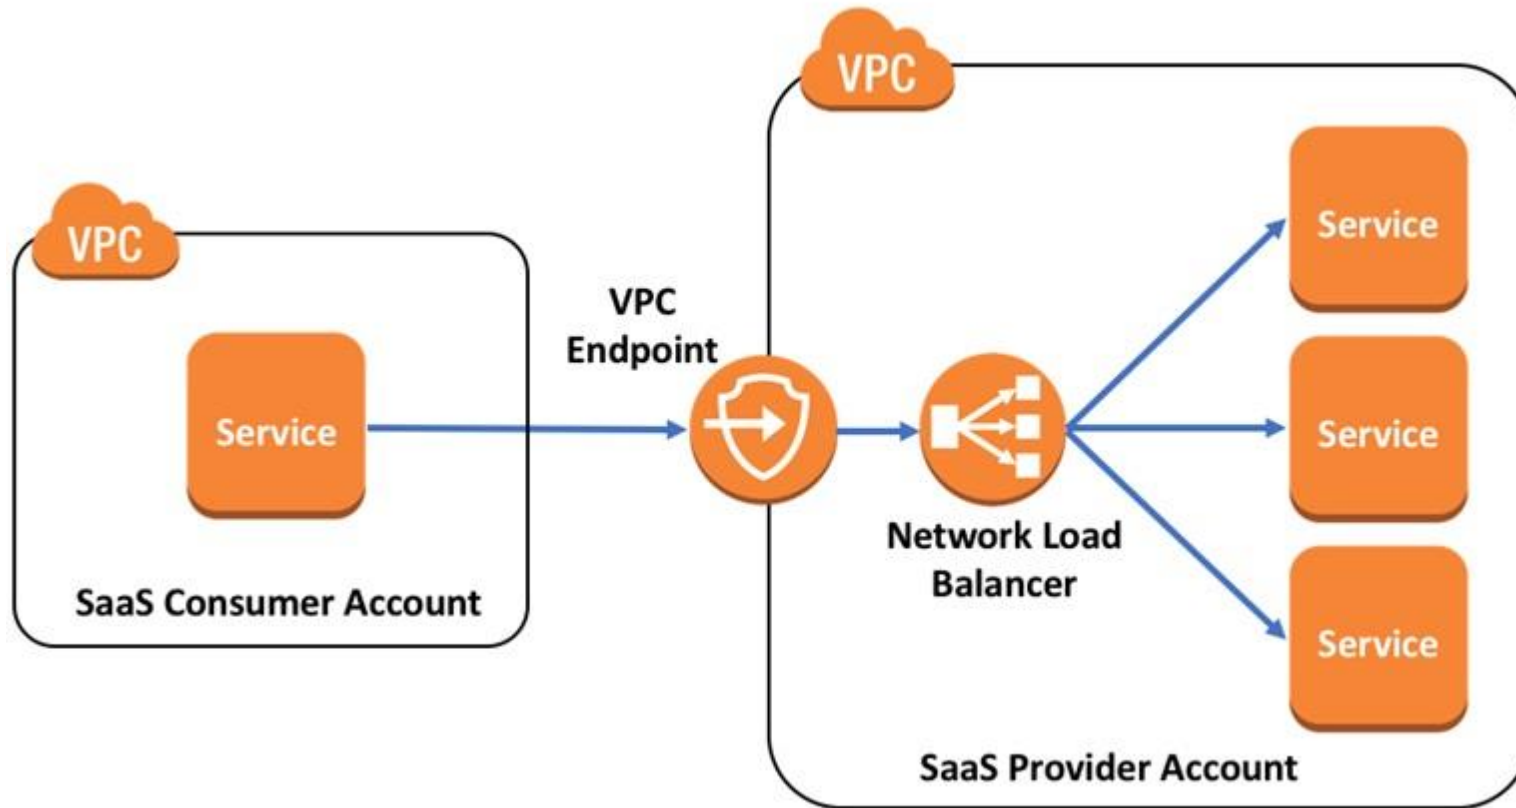 VPC
Service
SaaS Consumer Account
VPC
Endpoint
VPC
Network Load
Balancer
Service
Service
Service
SaaS Provider Account